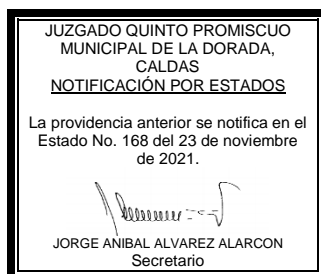 JUZGADO QUINTO PROMISCUO
MUNICIPAL DE LA DORADA,
CALDAS
NOTIFICACIÓN POR ESTADOS
La providencia anterior se notifica en el
Estado No. 168 del 23 de noviembre
de 2021.
JORGE ANIBAL ALVAREZ ALARCON
Secretario